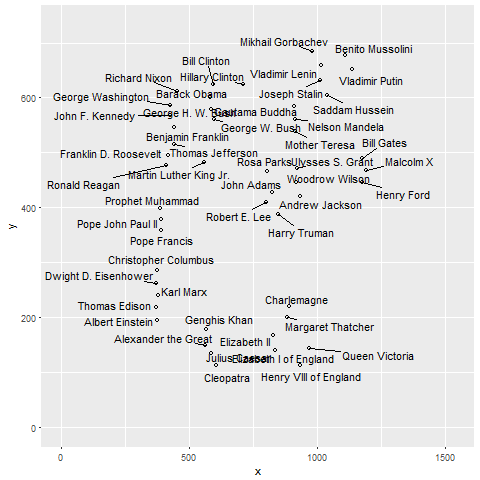 Mikhail Gorbachev
Benito Mussolini
Bill Clinton
Richard Nixon
Hillary Clinton
Vladimir Lenin
Vladimir Putin
George Washington
Barack Obama
Joseph Stalin
600
John F. Kennedy
George H. W. Bush
Gautama Buddha
Saddam Hussein
George W. Bush
Nelson Mandela
Benjamin Franklin
Mother Teresa
Bill Gates
Franklin D. Roosevelt
Thomas Jefferson
Rosa Parks
Ulysses S. Grant
Malcolm X
Ronald Reagan
Martin Luther King Jr.
John Adams
Woodrow Wilson
Henry Ford
400
Prophet Muhammad
Robert E. Lee
Andrew Jackson
Pope John Paul II
Harry Truman
Pope Francis
y
Christopher Columbus
Dwight D. Eisenhower
Karl Marx
Charlemagne
Thomas Edison
200
Albert Einstein
Genghis Khan
Margaret Thatcher
Alexander the Great
Elizabeth II
Julius Caesar
Elizabeth I of England
Queen Victoria
Cleopatra
Henry VIII of England
0
0
500
1000
1500
x